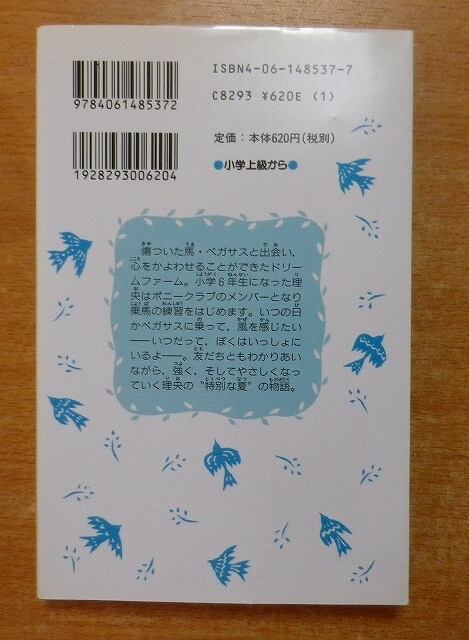 ISBN4-06-148537-7
9784061485372
C8293 ¥620E (1)
定価：本体620円(税別)
1928293006204
●小学上級から●
傷ついた馬・ペガサスと出会い、
心をかよわせることができたドリー
ムファーム。小学6年生になった理
央はポニークラブのメンバーとなり
乗馬の練習をはじめます。いつの日
かペガサスに乗って、風を感じたい
――いつだって、ぼくはいっしょに
いるよ――。友だちともわかりあい
ながら、強く、そしてやさしくなっ
ていく理央の“特別な夏”の物語。